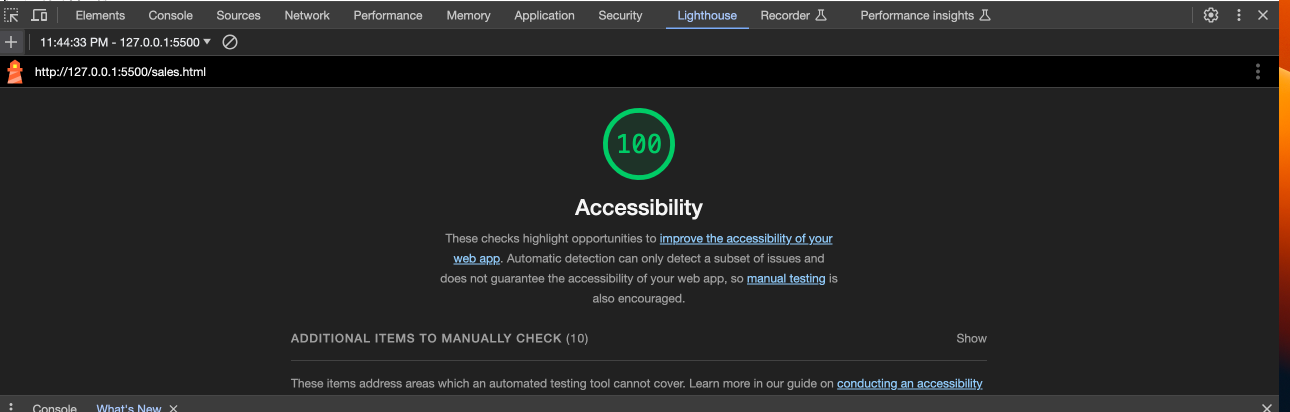 Elements Console Sources Network Performance Memory Application Security Lighthouse Recorder Performance insights
11:44:33 PM - 127.0.0.1:5500
http://127.0.0.1:5500/sales.html
100
Accessibility
These checks highlight opportunities to improve the accessibility of your
web app. Automatic detection can only detect a subset of issues and
does not guarantee the accessibility of your web app, so manual testing is
also encouraged.
ADDITIONAL ITEMS TO MANUALLY CHECK (10) Show
These items address areas which an automated testing tool cannot cover. Learn more in our guide on conducting an accessibility
Console What's New